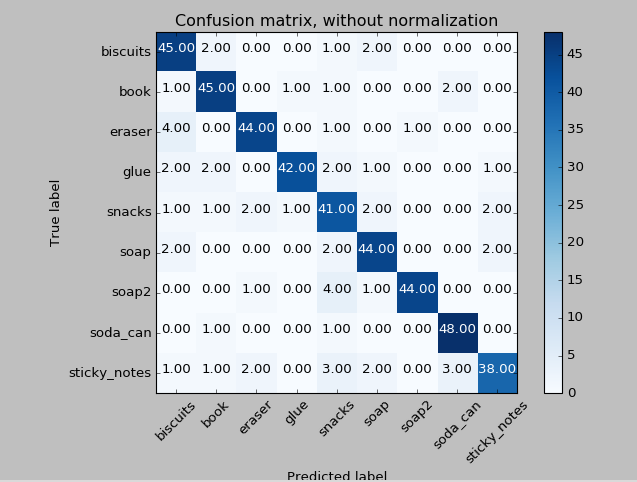 Confusion matrix, without normalization
biscuits 45.00 2.00 0.00 0.00 1.00 2.00 0.00 0.00 0.00
book 1.00 45.00 0.00 1.00 1.00 0.00 0.00 2.00 0.00
eraser 4.00 0.00 44.00 0.00 1.00 0.00 1.00 0.00 0.00
glue 2.00 2.00 0.00 42.00 2.00 1.00 0.00 0.00 1.00
snacks 1.00 1.00 2.00 1.00 41.00 2.00 0.00 0.00 2.00
soap 2.00 0.00 0.00 0.00 2.00 44.00 0.00 0.00 2.00
soap2 0.00 0.00 1.00 0.00 4.00 1.00 44.00 0.00 0.00
soda_can 0.00 1.00 0.00 0.00 1.00 0.00 0.00 48.00 0.00
sticky_notes 1.00 1.00 2.00 0.00 3.00 2.00 0.00 3.00 38.00
biscuits book eraser glue snacks soap soap2 soda_can sticky_notes
True label
Predicted label
45
40
35
30
25
20
15
10
5
0